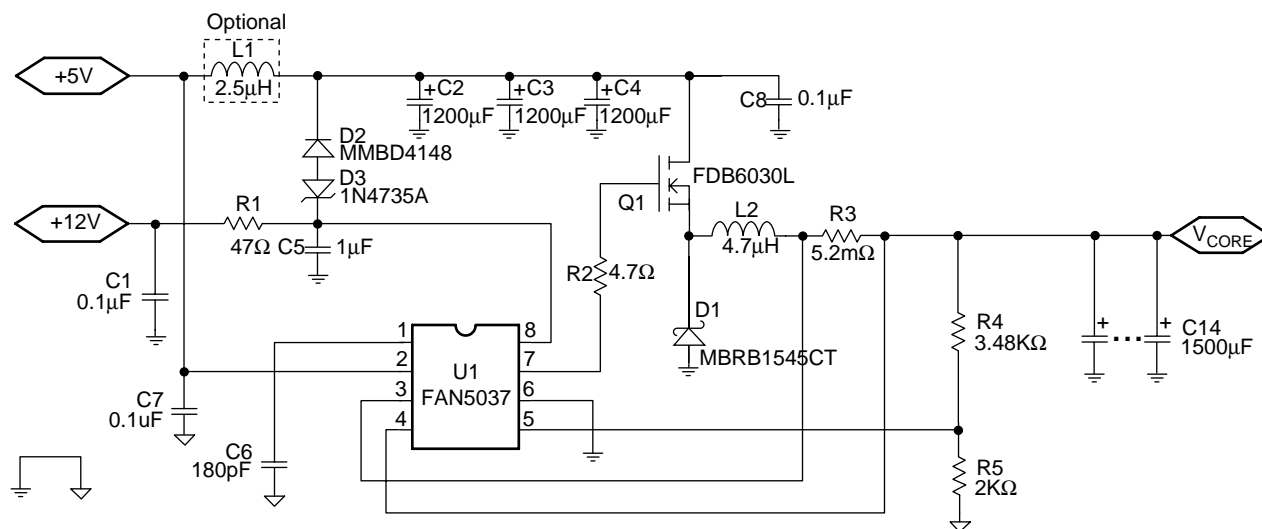 Optional
L1
+5V
2.5μH
+C2
1200μF
+C3
1200μF
+C4
1200μF
C8
0.1μF
D2
MMBD4148
D3
1N4735A
FDB6030L
Q1
+12V
R1
47Ω
C5
1μF
L2
4.7μH
R3
5.2mΩ
V_CORE
R2
4.7Ω
C1
0.1μF
D1
MBRB1545CT
R4
3.48KΩ
+
...
+
C14
1500μF
1
2
3
4
U1
FAN5037
8
7
6
5
C7
0.1uF
C6
180pF
R5
2KΩ